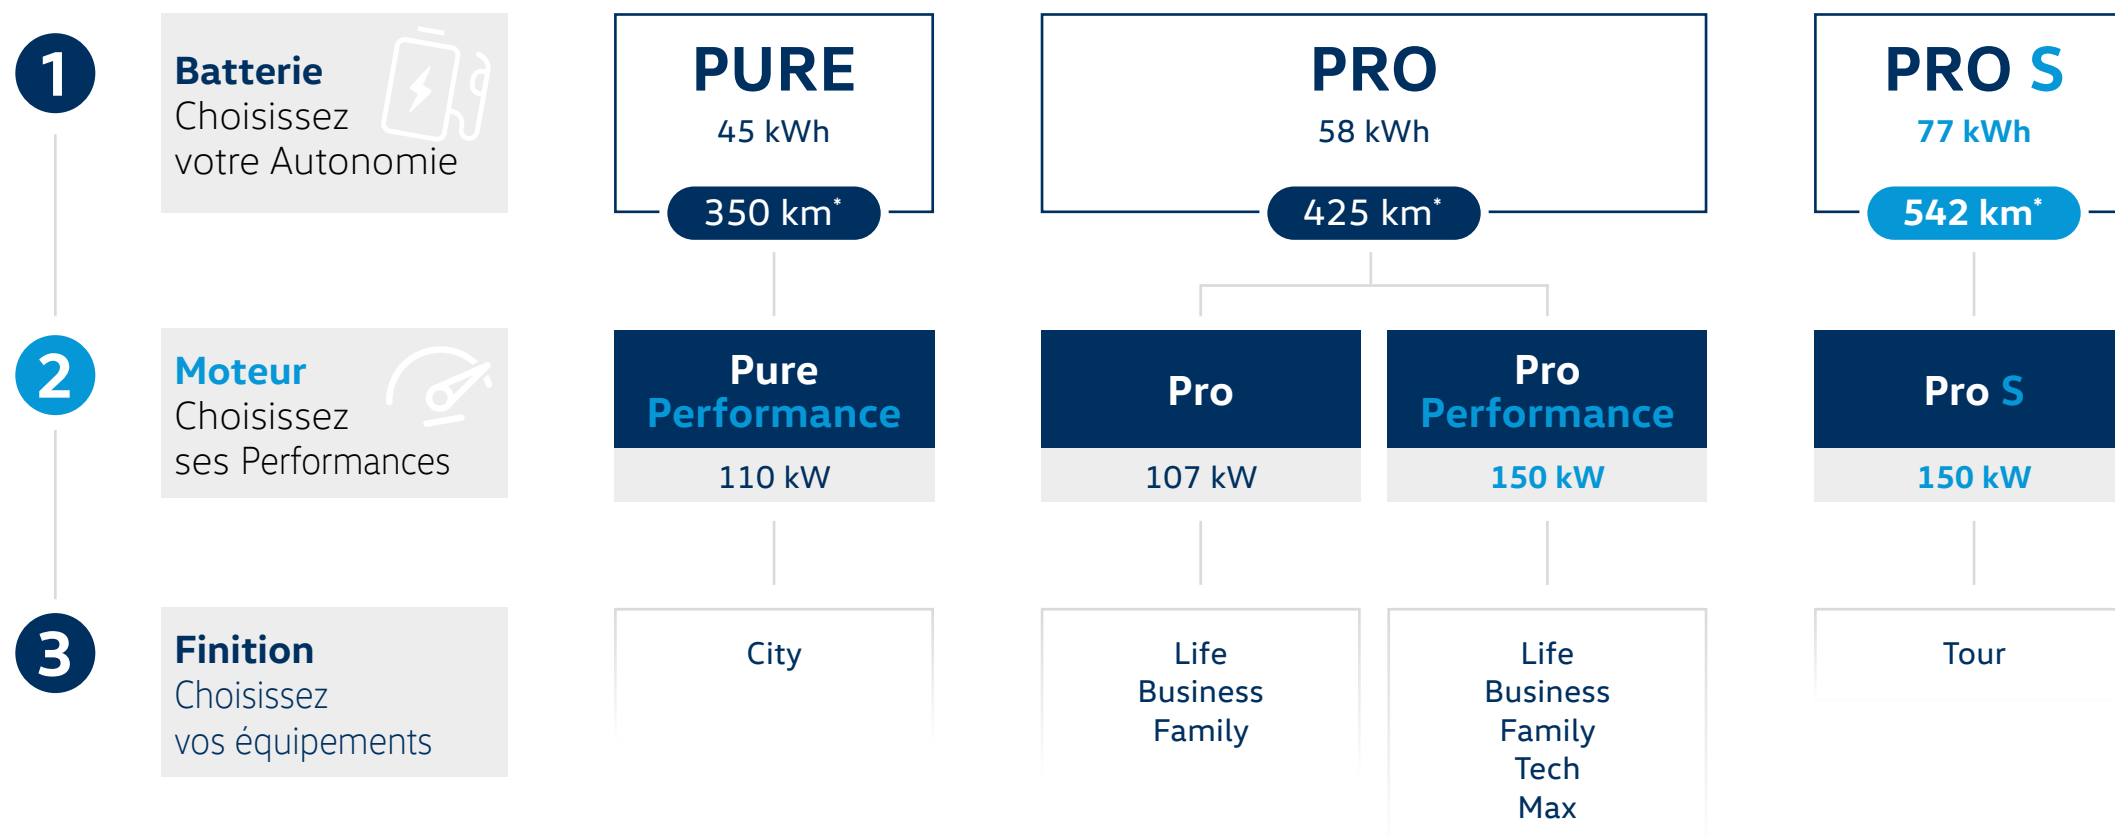 1
Batterie
Choisissez
votre Autonomie
PURE
45 kWh
350 km*
PRO
58 kWh
425 km*
PRO S
77 kWh
542 km*
2
Moteur
Choisissez
ses Performances
Pure
Performance
110 kW
Pro
107 kW
Pro
Performance
150 kW
Pro S
150 kW
3
Finition
Choisissez
vos équipements
City
Life
Business
Family
Life
Business
Family
Tech
Max
Tour